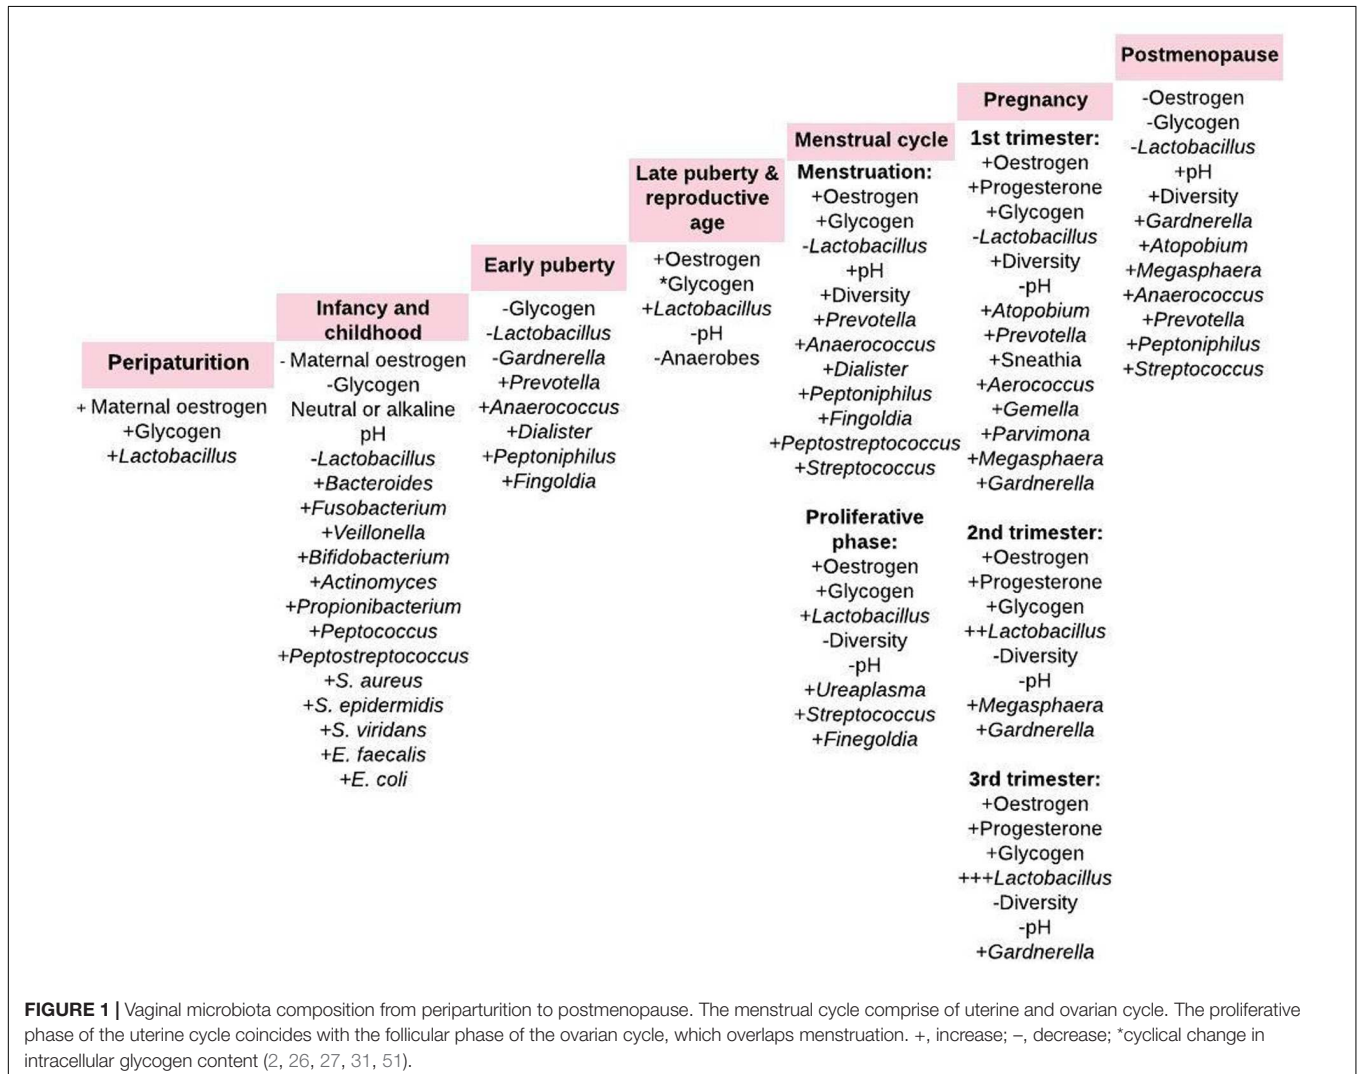 Peripaturition
+ Maternal oestrogen
+Glycogen
+Lactobacillus
Infancy and
childhood
- Maternal oestrogen
-Glycogen
Neutral or alkaline
pH
-Lactobacillus
+Bacteroides
+Fusobacterium
+Veillonella
+Bifidobacterium
+Actinomyces
+Propionibacterium
+Peptococcus
+Peptostreptococcus
+S. aureus
+S. epidermidis
+S. viridans
+E. faecalis
+E. coli
Early puberty
-Glycogen
-Lactobacillus
-Gardnerella
+Prevotella
+Anaerococcus
+Dialister
+Peptoniphilus
+Fingoldia
Late puberty &
reproductive
age
+Oestrogen
*Glycogen
+Lactobacillus
-pH
-Anaerobes
Menstrual cycle
Menstruation:
+Oestrogen
+Glycogen
-Lactobacillus
+pH
+Diversity
+Prevotella
+Anaerococcus
+Dialister
+Peptoniphilus
+Fingoldia
+Peptostreptococcus
+Streptococcus
Proliferative
phase:
+Oestrogen
+Glycogen
+Lactobacillus
-Diversity
-pH
+Ureaplasma
+Streptococcus
+Finegoldia
Pregnancy
1st trimester:
+Oestrogen
+Progesterone
+Glycogen
-Lactobacillus
+Diversity
-pH
+Atopobium
+Prevotella
+Sneathia
+Aerococcus
+Gemella
+Parvimona
+Megasphaera
+Gardnerella
2nd trimester:
+Oestrogen
+Progesterone
+Glycogen
++Lactobacillus
-Diversity
-pH
+Megasphaera
+Gardnerella
3rd trimester:
+Oestrogen
+Progesterone
+Glycogen
+++Lactobacillus
-Diversity
-pH
+Gardnerella
Postmenopause
-Oestrogen
-Glycogen
-Lactobacillus
+pH
+Diversity
+Gardnerella
+Atopobium
+Megasphaera
+Anaerococcus
+Prevotella
+Peptoniphilus
+Streptococcus
FIGURE 1 | Vaginal microbiota composition from periparturition to postmenopause. The menstrual cycle comprise of uterine and ovarian cycle. The proliferative
phase of the uterine cycle coincides with the follicular phase of the ovarian cycle, which overlaps menstruation. +, increase; –, decrease; *cyclical change in
intracellular glycogen content (2, 26, 27, 31, 51).